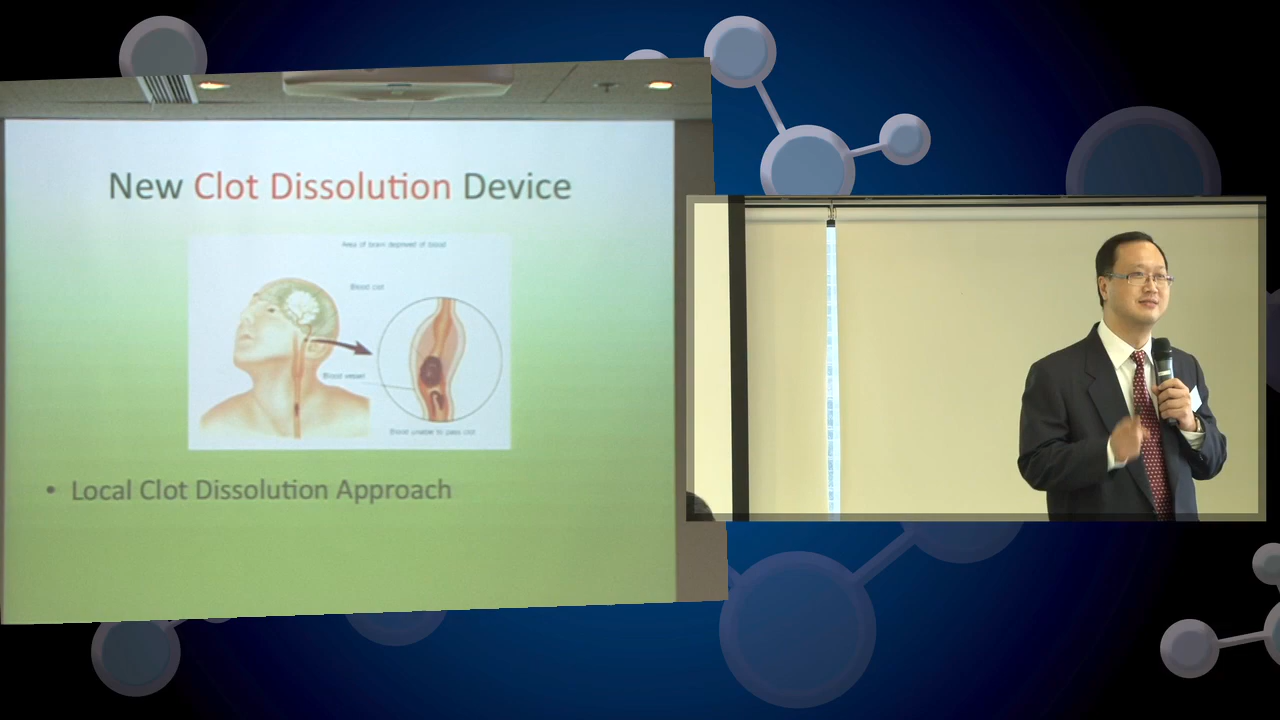 New Clot Dissolution Device
Area of brain deprived of blood
Blood clot
Blood vessel
Blood unable to pass clot
• Local Clot Dissolution Approach